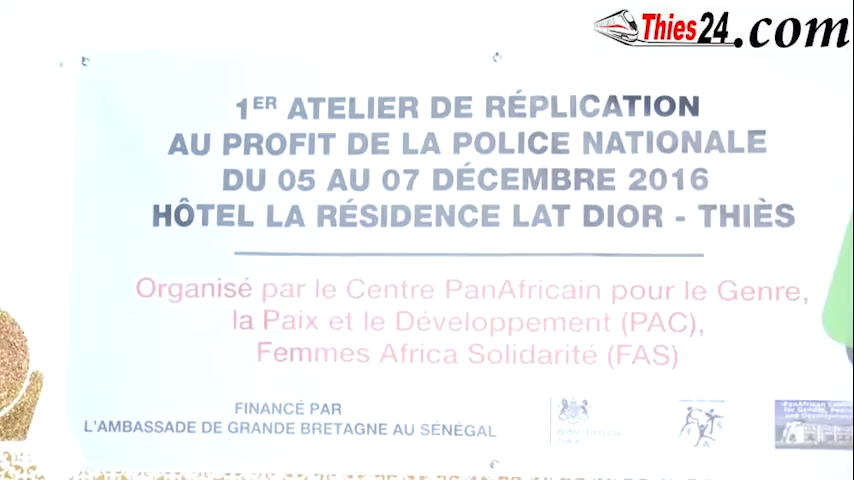 Thies24.com
1ER ATELIER DE RÉPLICATION
AU PROFIT DE LA POLICE NATIONALE
DU 05 AU 07 DÉCEMBRE 2016
HÔTEL LA RÉSIDENCE LAT DIOR - THIÈS
Organisé par le Centre PanAfricain pour le Genre,
la Paix et le Développement (PAC),
Femmes Africa Solidarité (FAS)
FINANCÉ PAR
L'AMBASSADE DE GRANDE BRETAGNE AU SÉNÉGAL